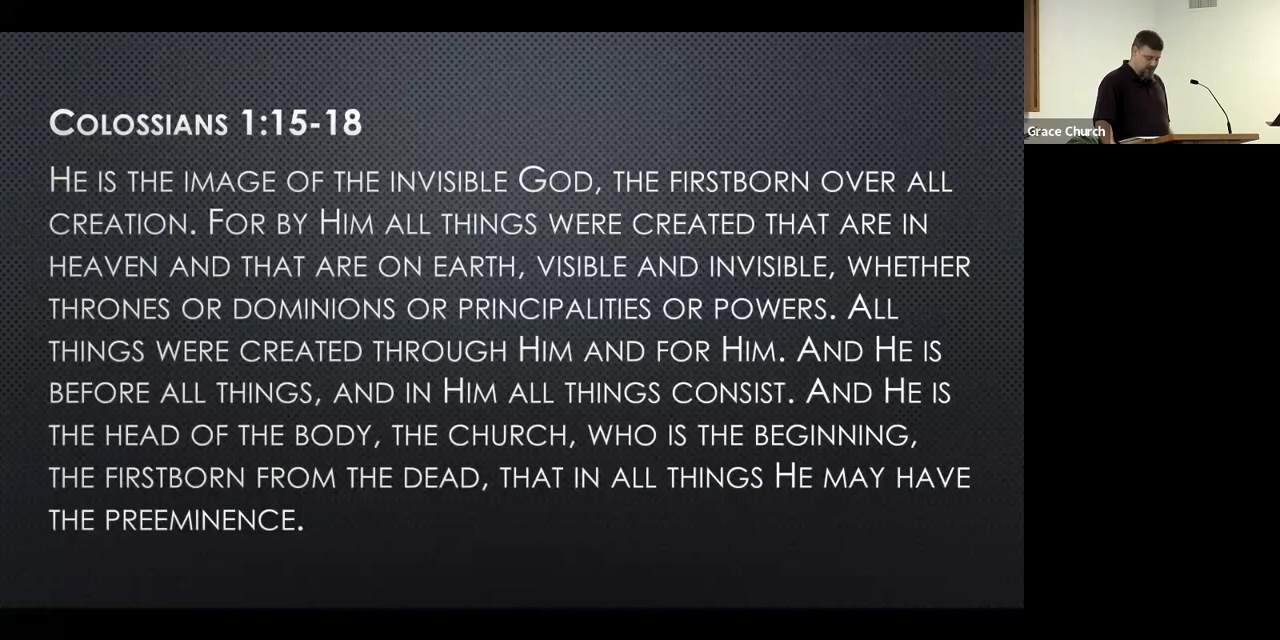 Colossians 1:15-18
He is the image of the invisible God, the firstborn over all
creation. For by Him all things were created that are in
heaven and that are on earth, visible and invisible, whether
thrones or dominions or principalities or powers. All
things were created through Him and for Him. And He is
before all things, and in Him all things consist. And He is
the head of the body, the church, who is the beginning,
the firstborn from the dead, that in all things He may have
the preeminence.
Grace Church